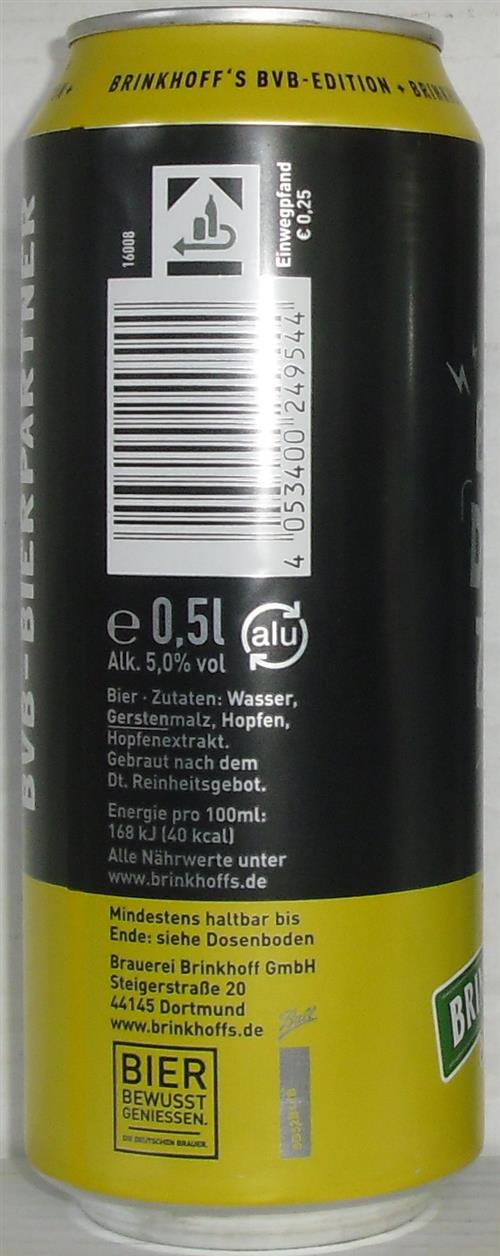 BRINKHOFF'S BVB-EDITION + BRINK
BVB-BIERPARTNER
16008
Einwegpfand
€ 0,25
4 053400 249544
e 0,5l
alu
Alk. 5,0% vol
Bier · Zutaten: Wasser,
Gerstenmalz, Hopfen,
Hopfenextrakt.
Gebraut nach dem
Dt. Reinheitsgebot.
Energie pro 100ml:
168 kJ (40 kcal)
Alle Nährwerte unter
www.brinkhoffs.de
Mindestens haltbar bis
Ende: siehe Dosenboden
Brauerei Brinkhoff GmbH
Steigerstraße 20
44145 Dortmund
www.brinkhoffs.de
Ball
BIER
BEWUSST
GENIESSEN.
DIE DEUTSCHEN BRAUER.
BRIN